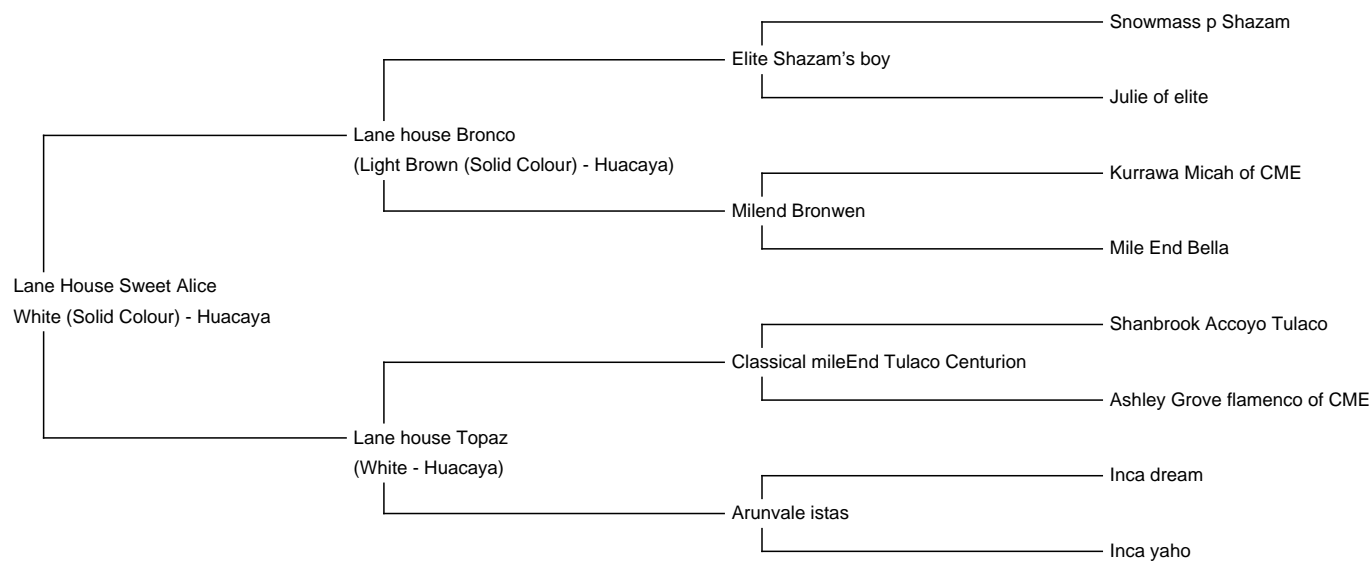 Snowmass p Shazam
Elite Shazam's boy
Julie of elite
Lane house Bronco
(Light Brown (Solid Colour) - Huacaya)
Kurrawa Micah of CME
Milend Bronwen
Mile End Bella
Lane House Sweet Alice
White (Solid Colour) - Huacaya
Shanbrook Accoyo Tulaco
Classical mileEnd Tulaco Centurion
Ashley Grove flamenco of CME
Lane house Topaz
(White - Huacaya)
Inca dream
Arunvale istas
Inca yaho